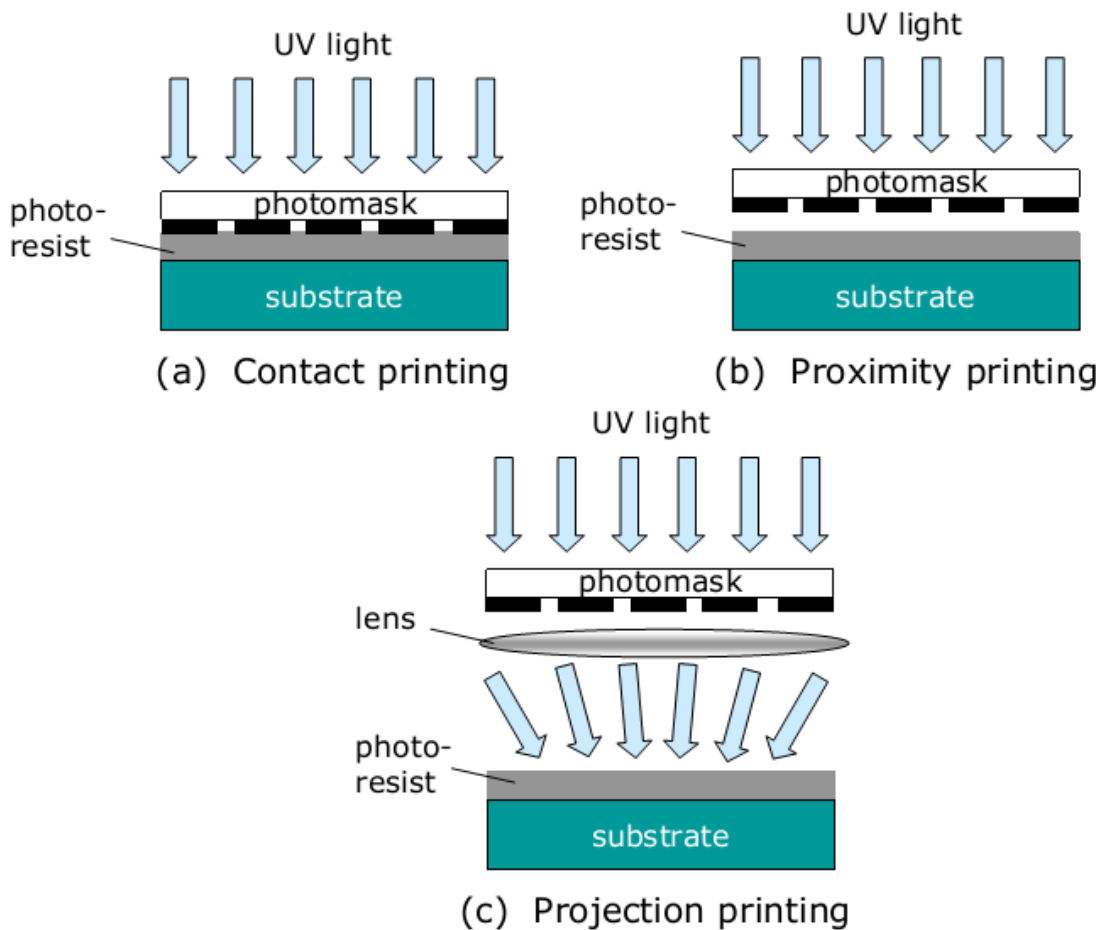 UV light
photomask
photo-
resist
substrate
(a) Contact printing
UV light
photomask
photo-
resist
substrate
(b) Proximity printing
UV light
photomask
lens
photo-
resist
substrate
(c) Projection printing